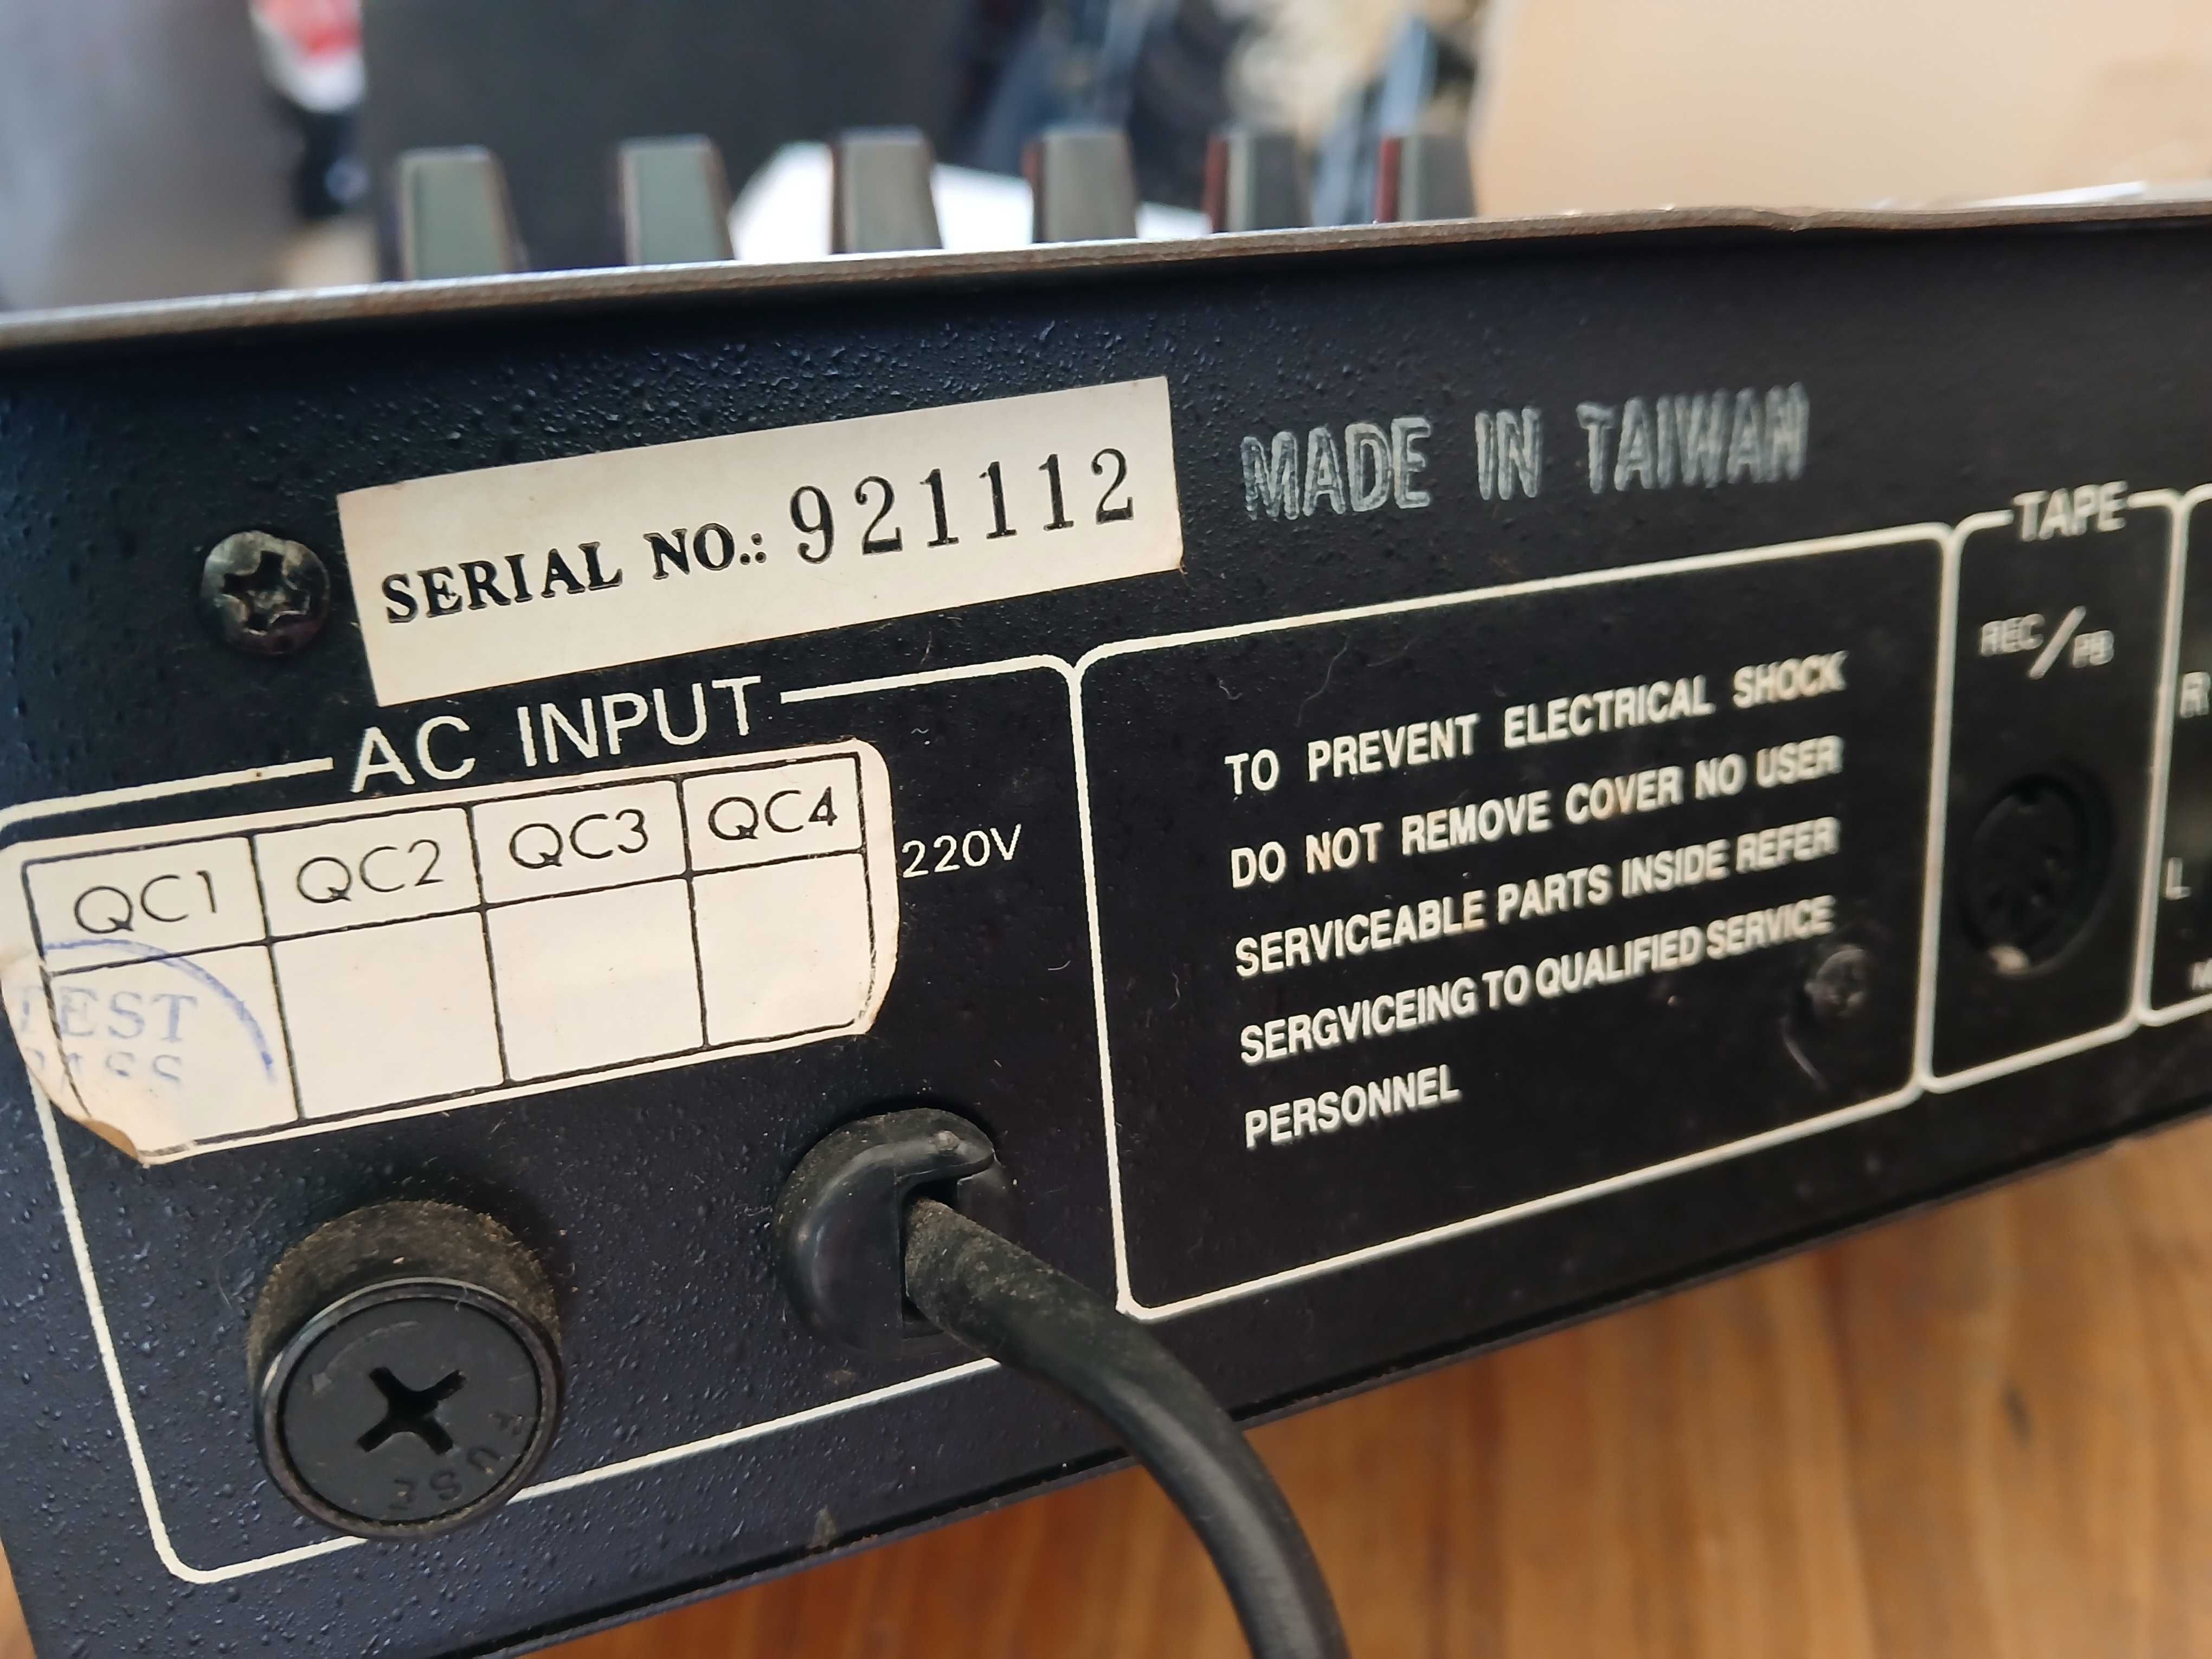 SERIAL NO.: 921112
MADE IN TAIWAN
AC INPUT
QC1 QC2 QC3 QC4
TEST
PASS
220V
FUSE
TO PREVENT ELECTRICAL SHOCK
DO NOT REMOVE COVER NO USER
SERVICEABLE PARTS INSIDE REFER
SERGVICEING TO QUALIFIED SERVICE
PERSONNEL
TAPE
REC/PB
R
L